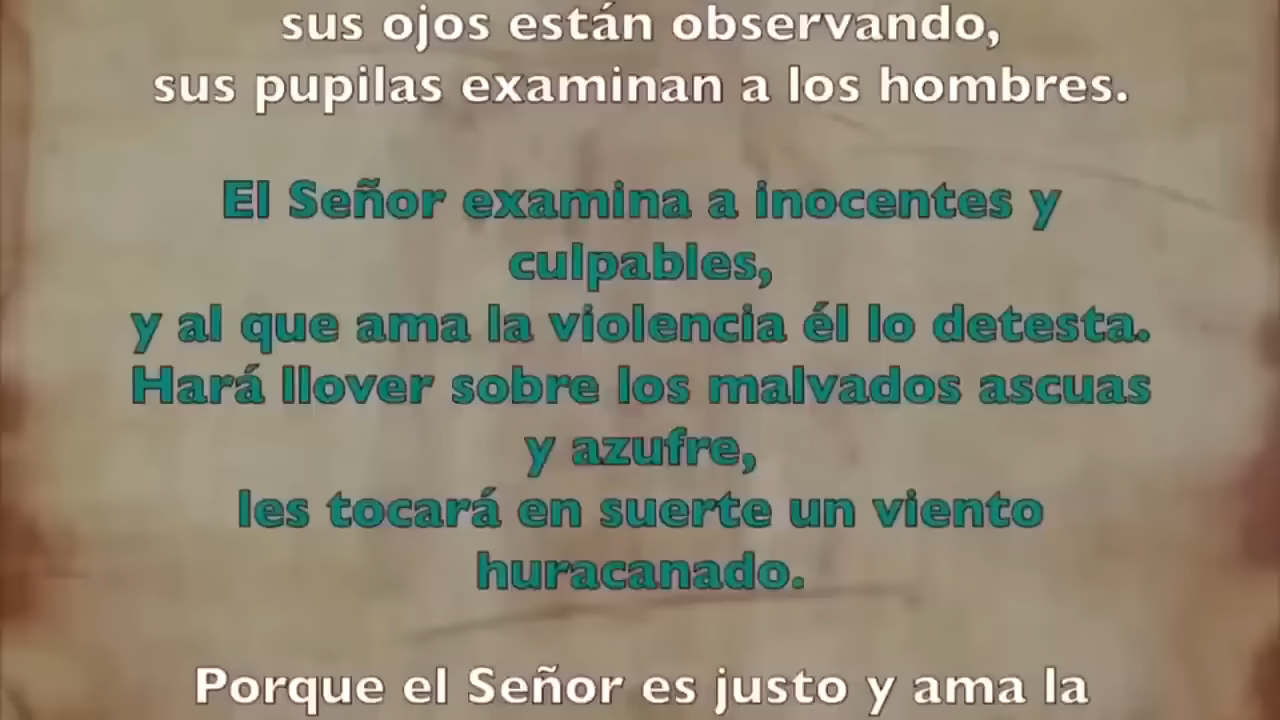 sus ojos están observando,
sus pupilas examinan a los hombres.
El Señor examina a inocentes y
culpables,
y al que ama la violencia él lo detesta.
Hará llover sobre los malvados ascuas
y azufre,
les tocará en suerte un viento
huracanado.
Porque el Señor es justo y ama la